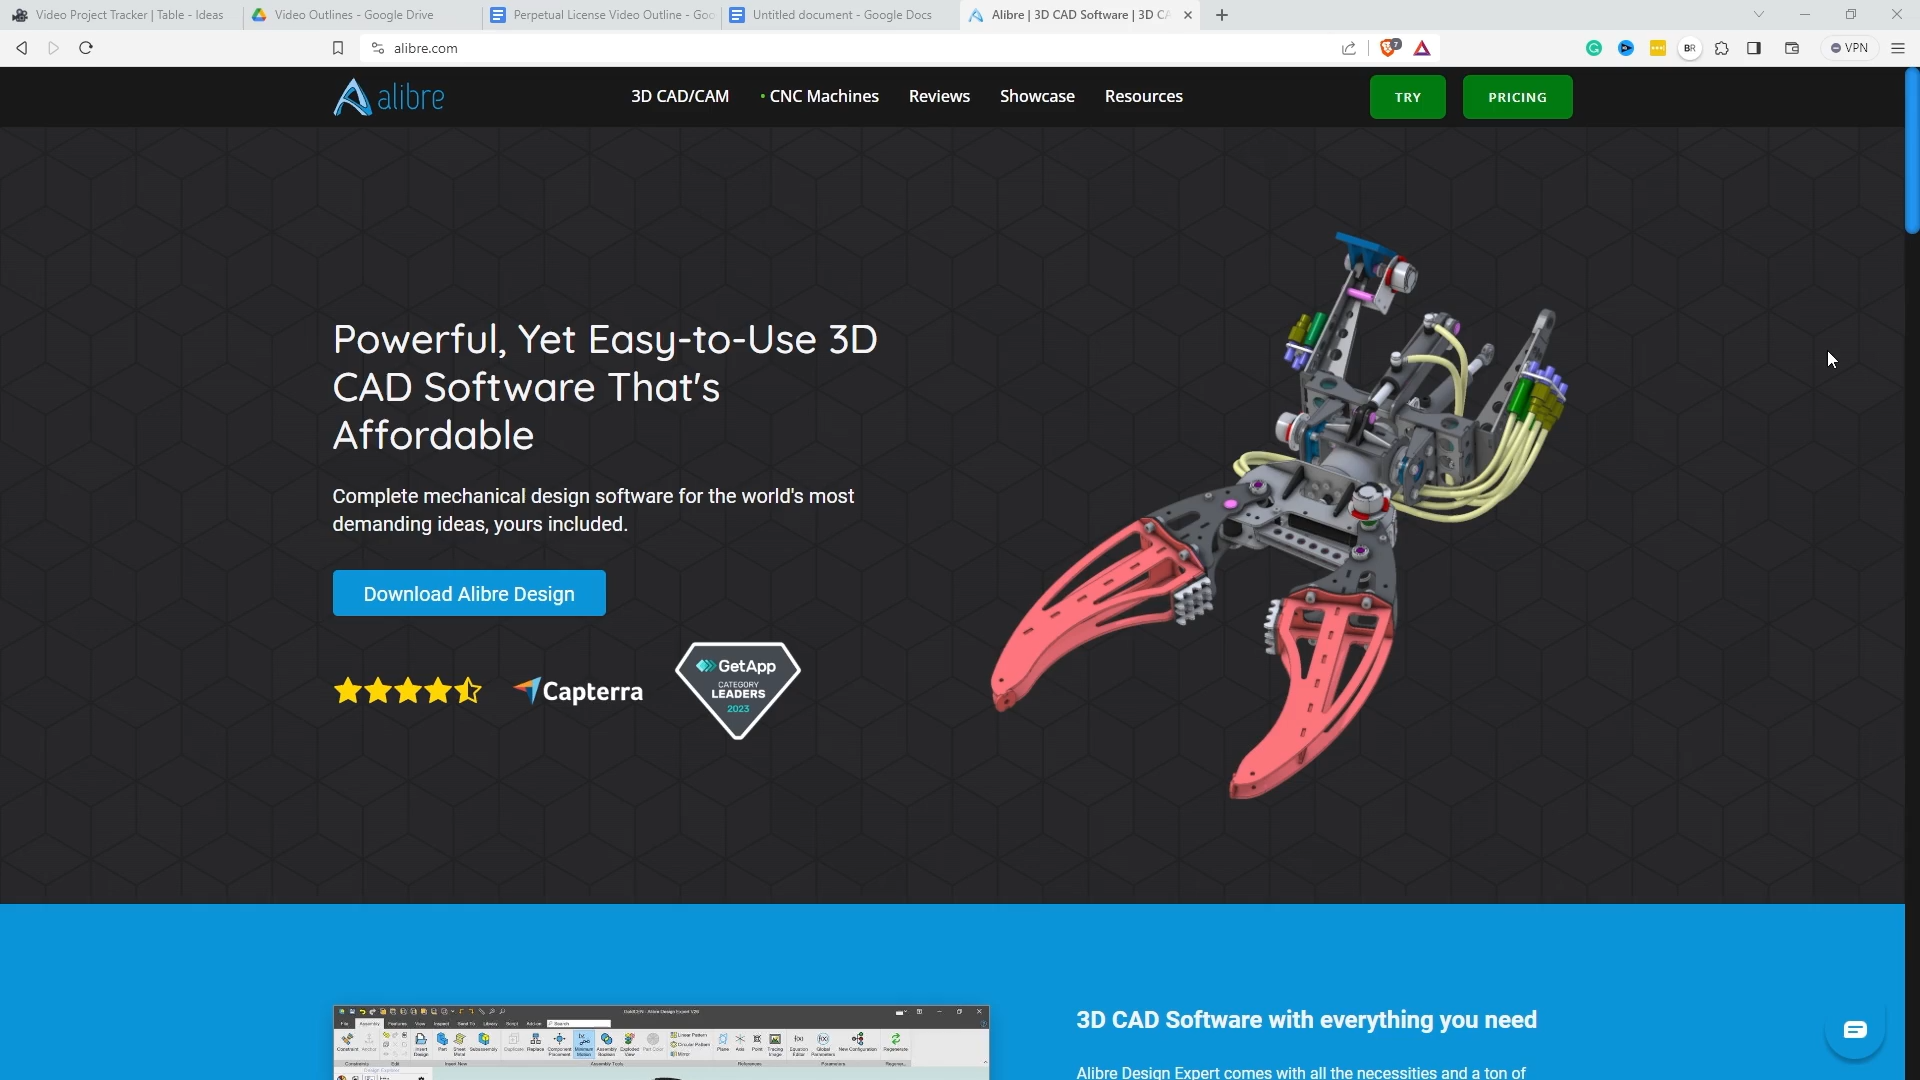 Video Project Tracker | Table - Ideas
Video Outlines - Google Drive
Perpetual License Video Outline - Goo
Untitled document - Google Docs
Alibre | 3D CAD Software | 3D CA
alibre.com
7
BR
VPN
alibre
3D CAD/CAM
CNC Machines
Reviews
Showcase
Resources
TRY
PRICING
Powerful, Yet Easy-to-Use 3D
CAD Software That's
Affordable
Complete mechanical design software for the world's most
demanding ideas, yours included.
Download Alibre Design
Capterra
GetApp
CATEGORY
LEADERS
2023
3D CAD Software with everything you need
Alibre Design Expert comes with all the necessities and a ton of